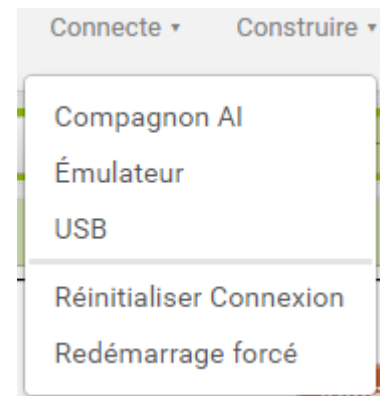 Connecte ▾ Construire ▾
Compagnon AI
Émulateur
USB
Réinitialiser Connexion
Redémarrage forcé